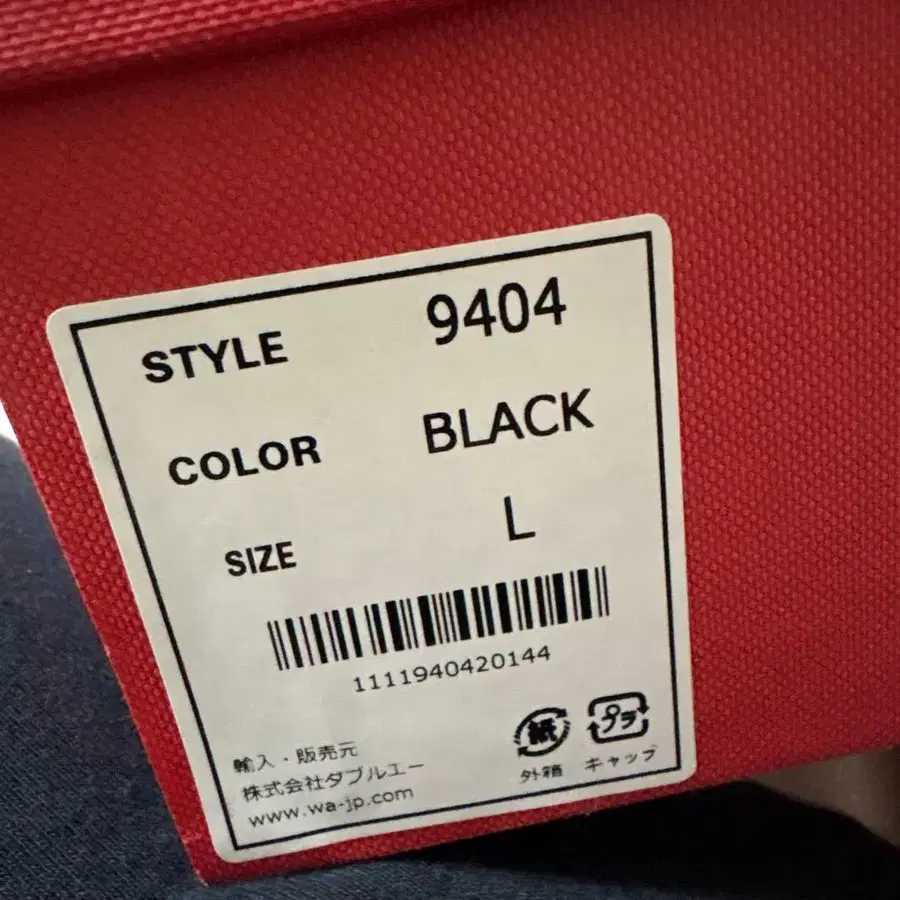 STYLE 9404
COLOR BLACK
SIZE L
1111940420144
輸入・販売元
株式会社ダブルエー
www.wa-jp.com
紙 プラ
外箱 キャップ